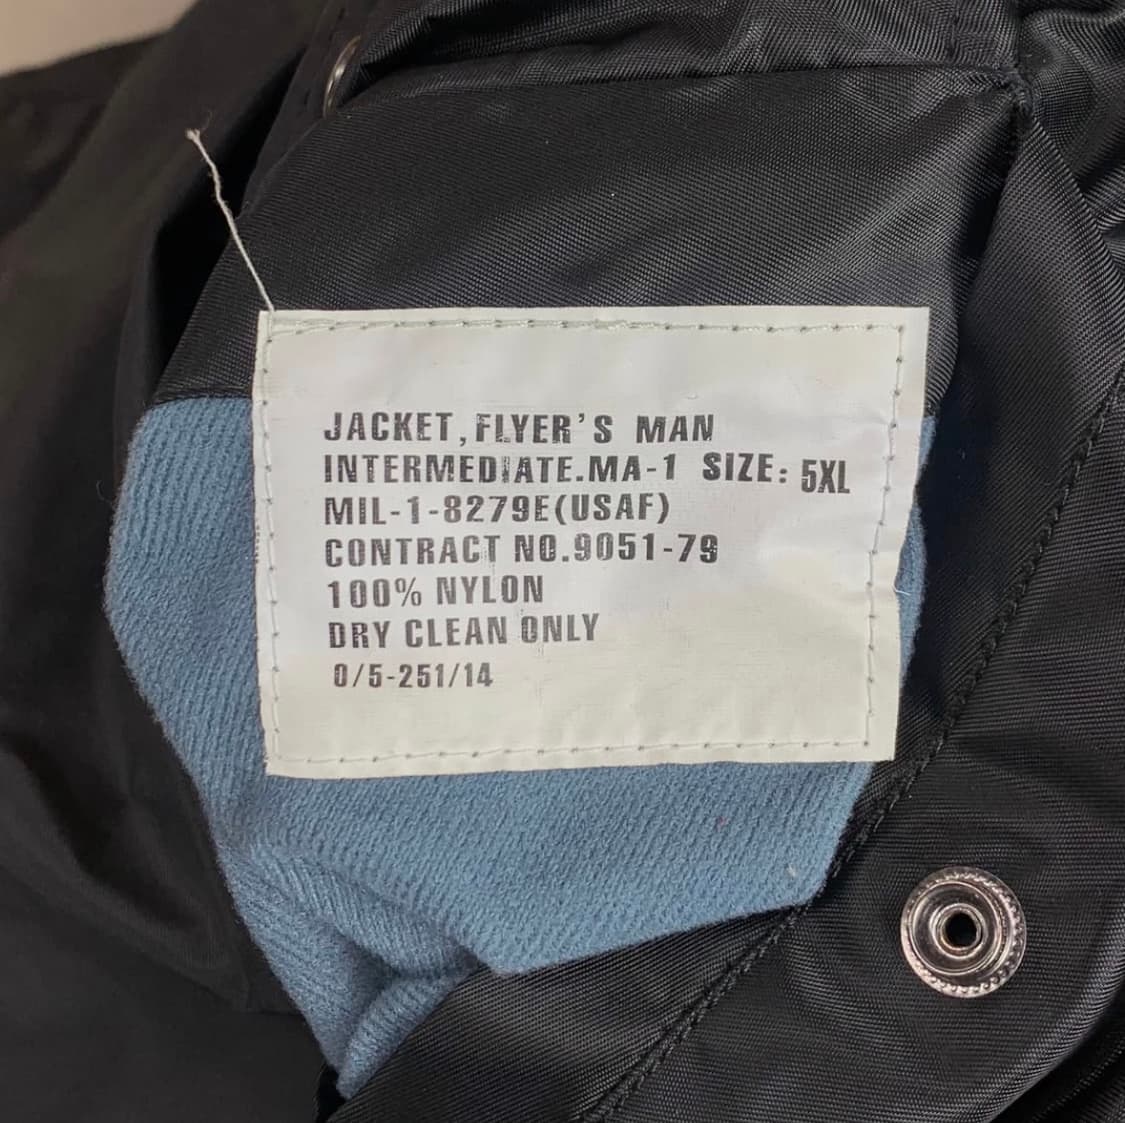 JACKET, FLYER'S MAN
INTERMEDIATE.MA-1 SIZE: 5XL
MIL-1-8279E(USAF)
CONTRACT NO.9051-79
100% NYLON
DRY CLEAN ONLY
0/5-251/14